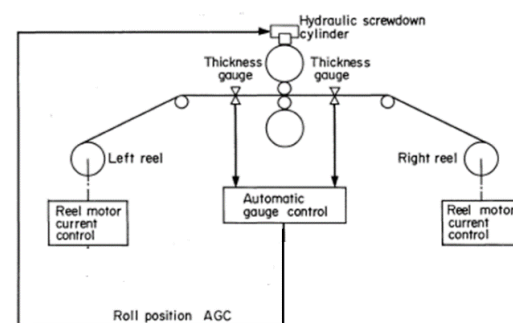 Hydraulic screwdown
cylinder
Thickness
gauge
Thickness
gauge
Left reel
Right reel
Reel motor
current
control
Automatic
gauge control
Reel motor
current
control
Roll position AGC